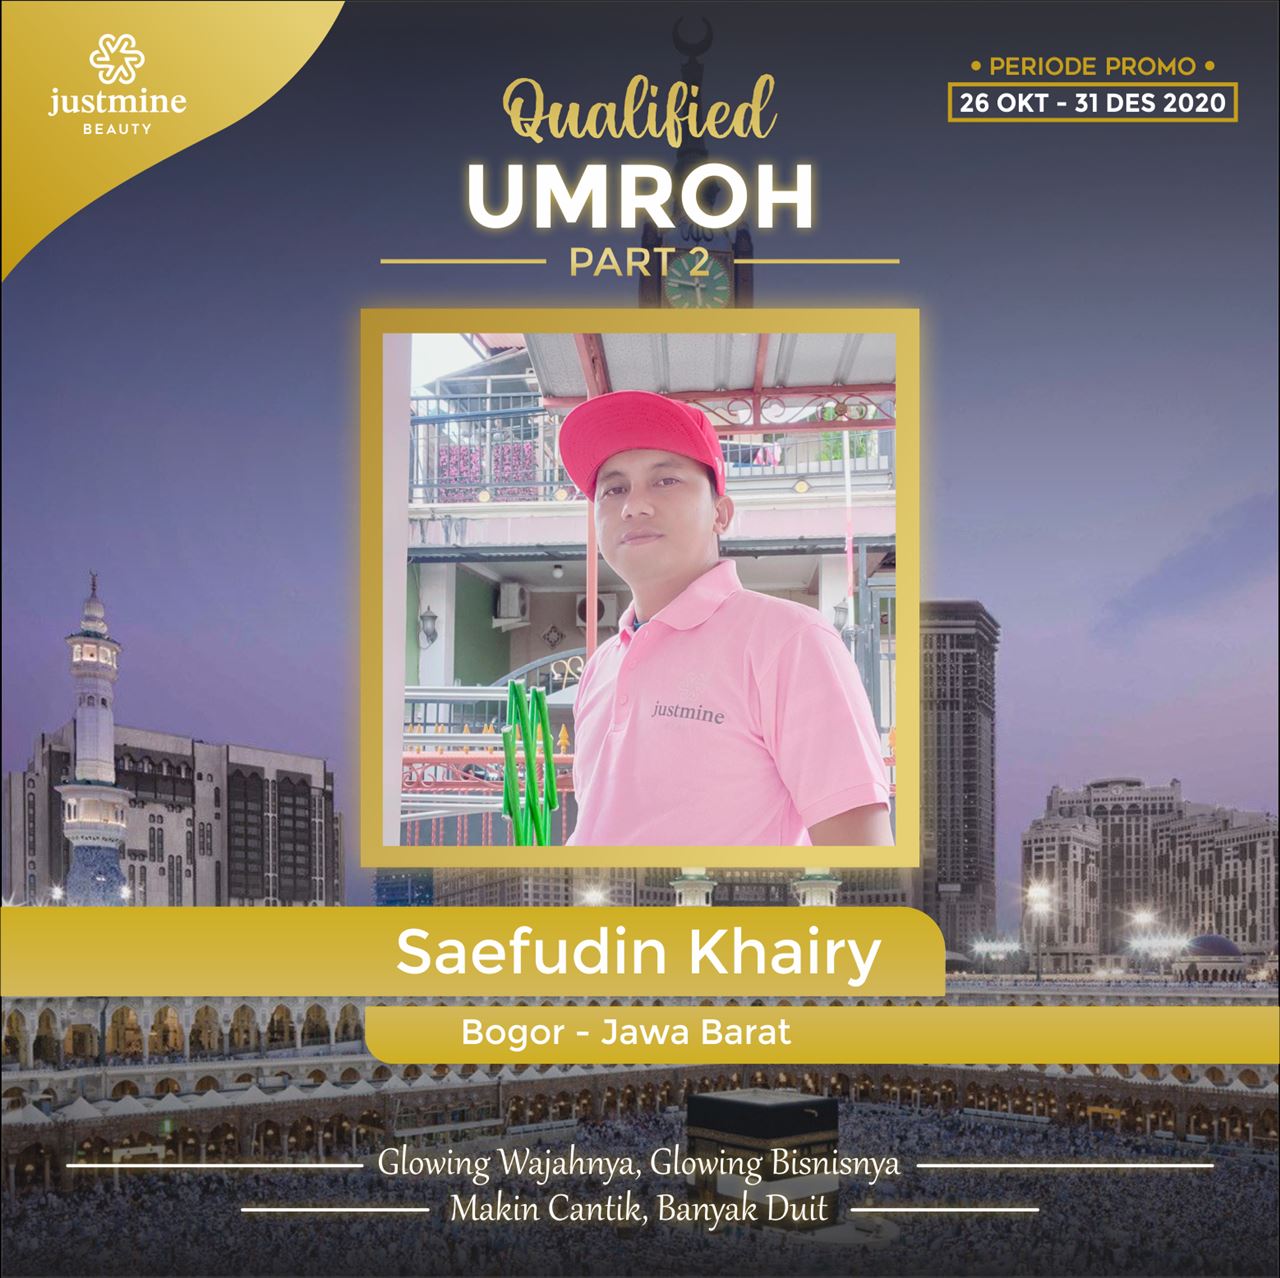 justmine
BEAUTY
• PERIODE PROMO •
26 OKT - 31 DES 2020
Qualified
UMROH
PART 2
justmine
Saefudin Khairy
Bogor - Jawa Barat
Glowing Wajahnya, Glowing Bisnisnya
Makin Cantik, Banyak Duit